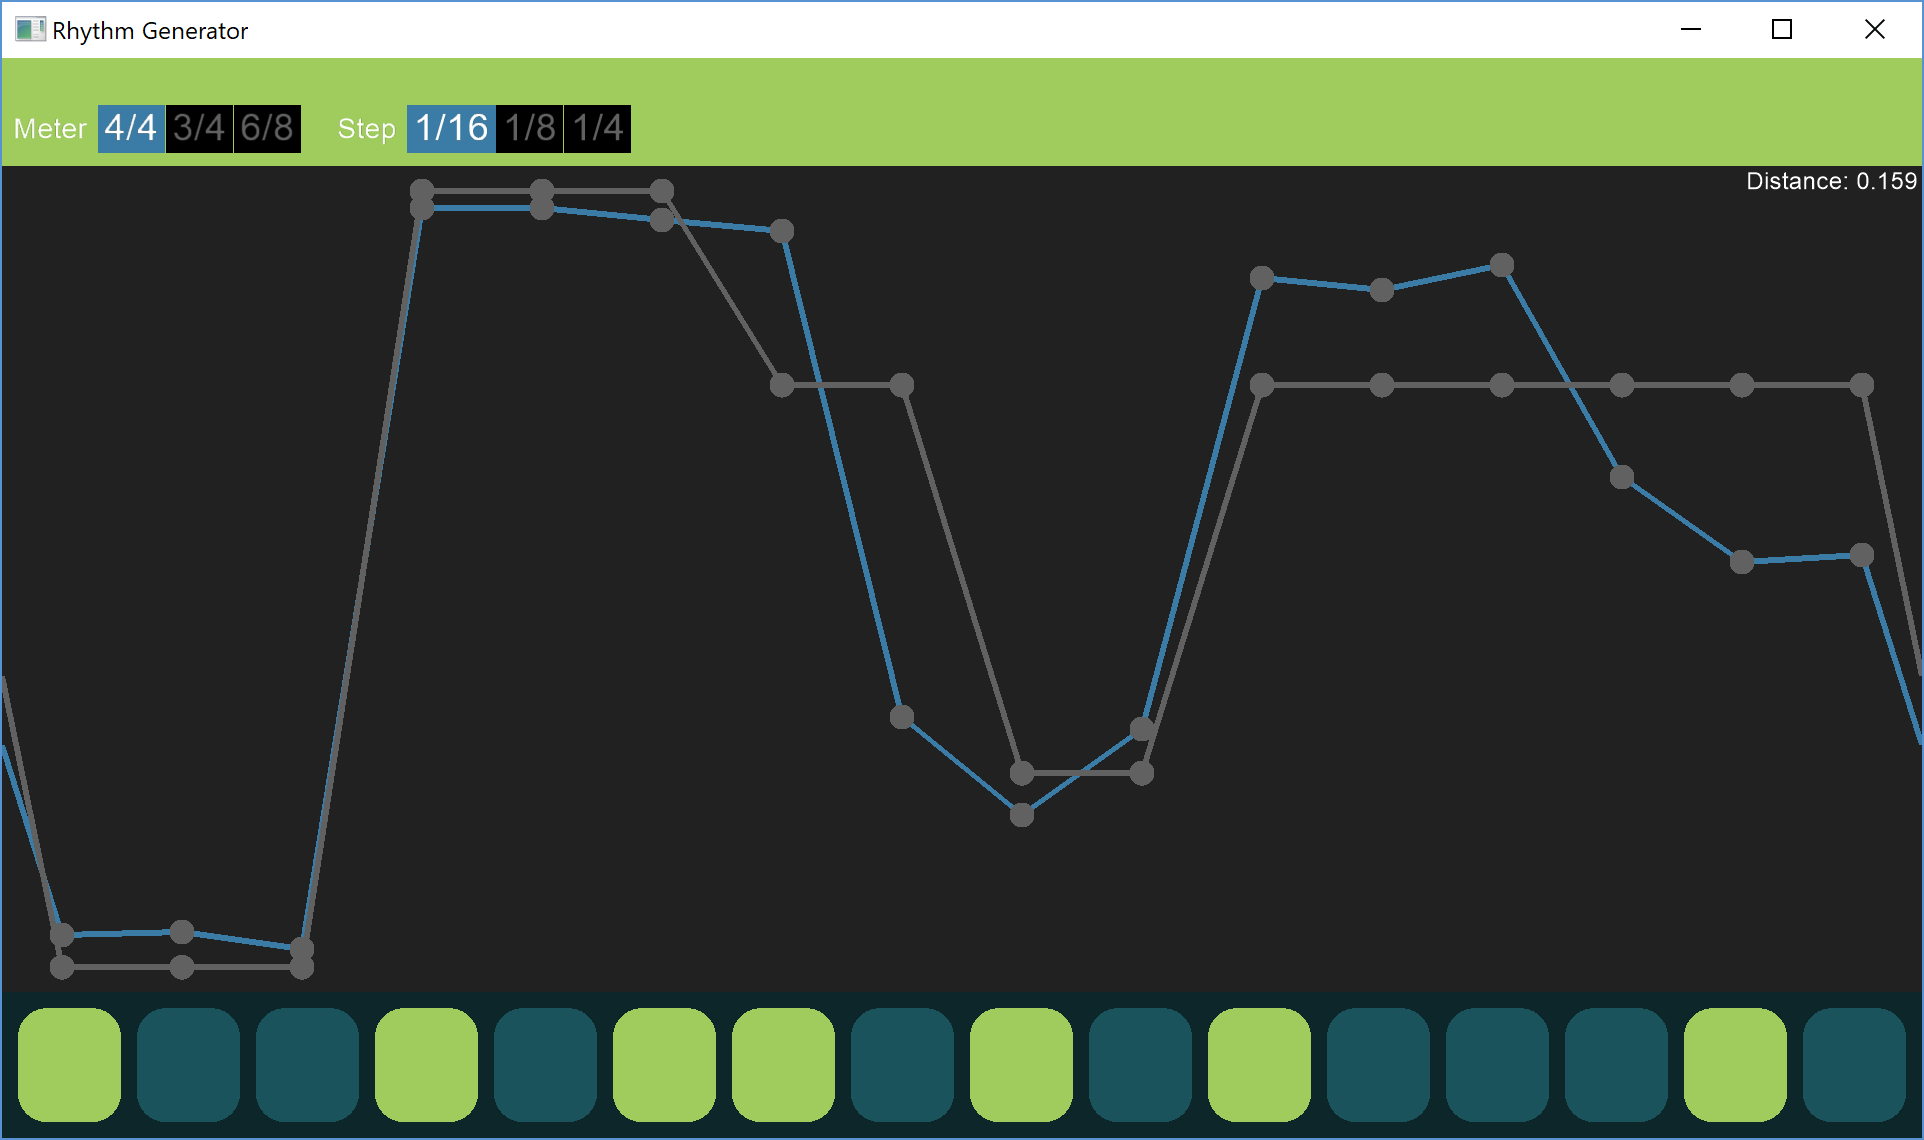 Rhythm Generator
Meter 4/4 3/4 6/8 Step 1/16 1/8 1/4
Distance: 0.159